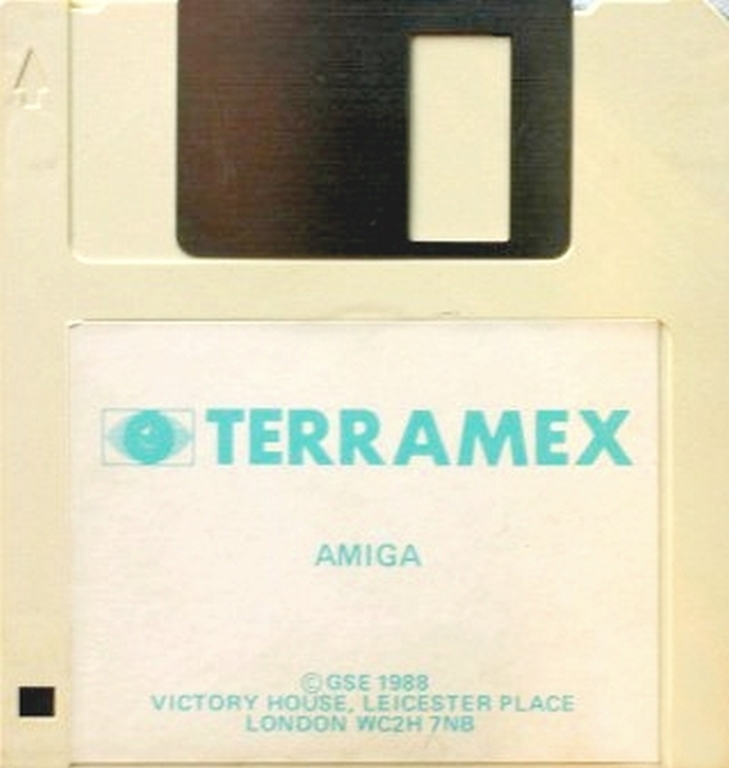 TERRAMEX
AMIGA
©GSE 1988
VICTORY HOUSE, LEICESTER PLACE
LONDON WC2H 7NB